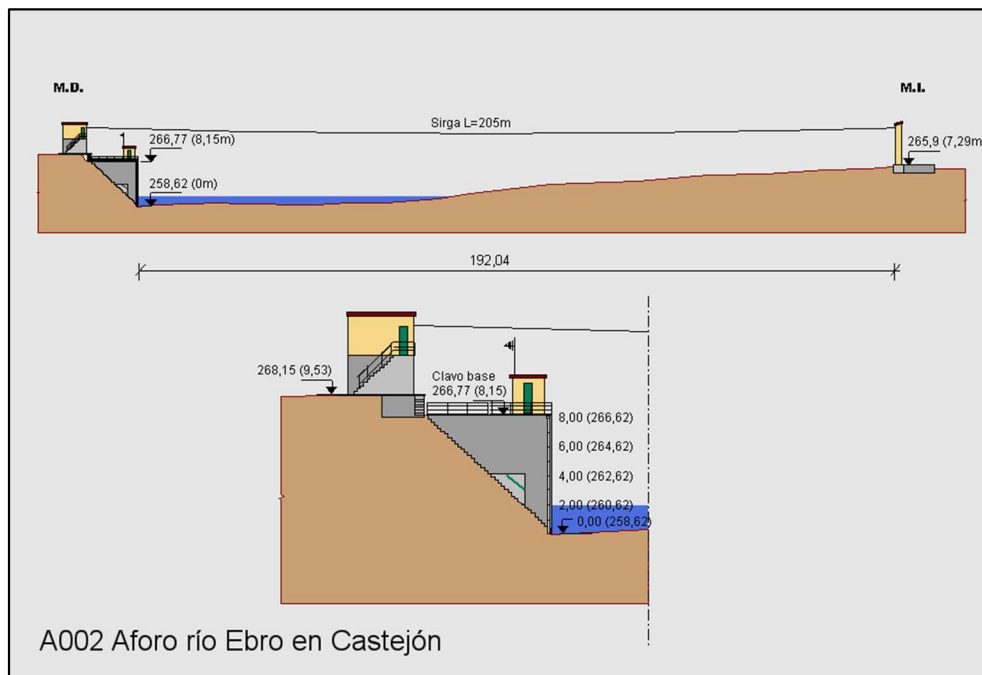 M.D.
M.I.
Sirga L=205m
266,77 (8,15m)
265,9 (7,29m
258,62 (0m)
192,04
268,15 (9,53)
Clavo base
266,77 (8,15)
8,00 (266,62)
6,00 (264,62)
4,00 (262,62)
2,00 (260,62)
0,00 (258,62)
A002 Aforo río Ebro en Castejón